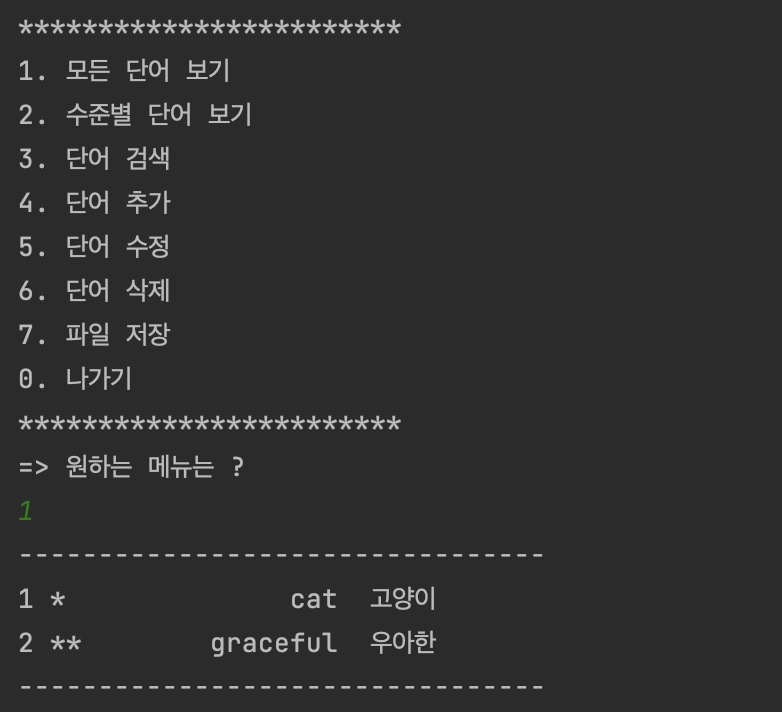 ************************
1. 모든 단어 보기
2. 수준별 단어 보기
3. 단어 검색
4. 단어 추가
5. 단어 수정
6. 단어 삭제
7. 파일 저장
0. 나가기
************************
=> 원하는 메뉴는 ?
1
---------------------------------
1 *              cat  고양이
2 **        graceful  우아한
---------------------------------